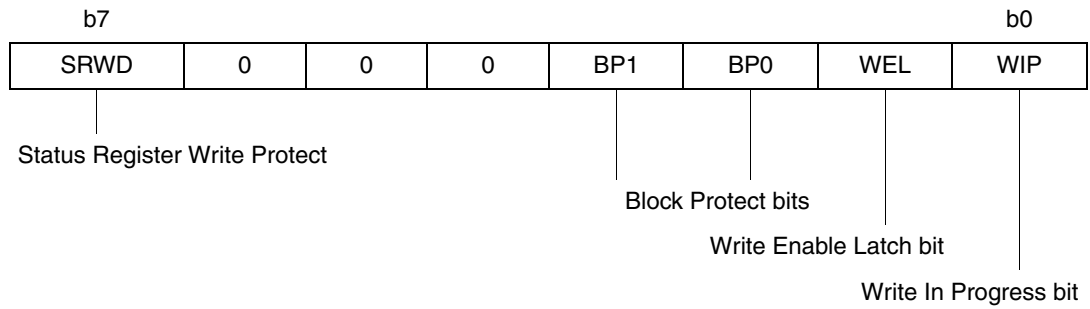 b7 b0
SRWD 0 0 0 BP1 BP0 WEL WIP
Status Register Write Protect
Block Protect bits
Write Enable Latch bit
Write In Progress bit